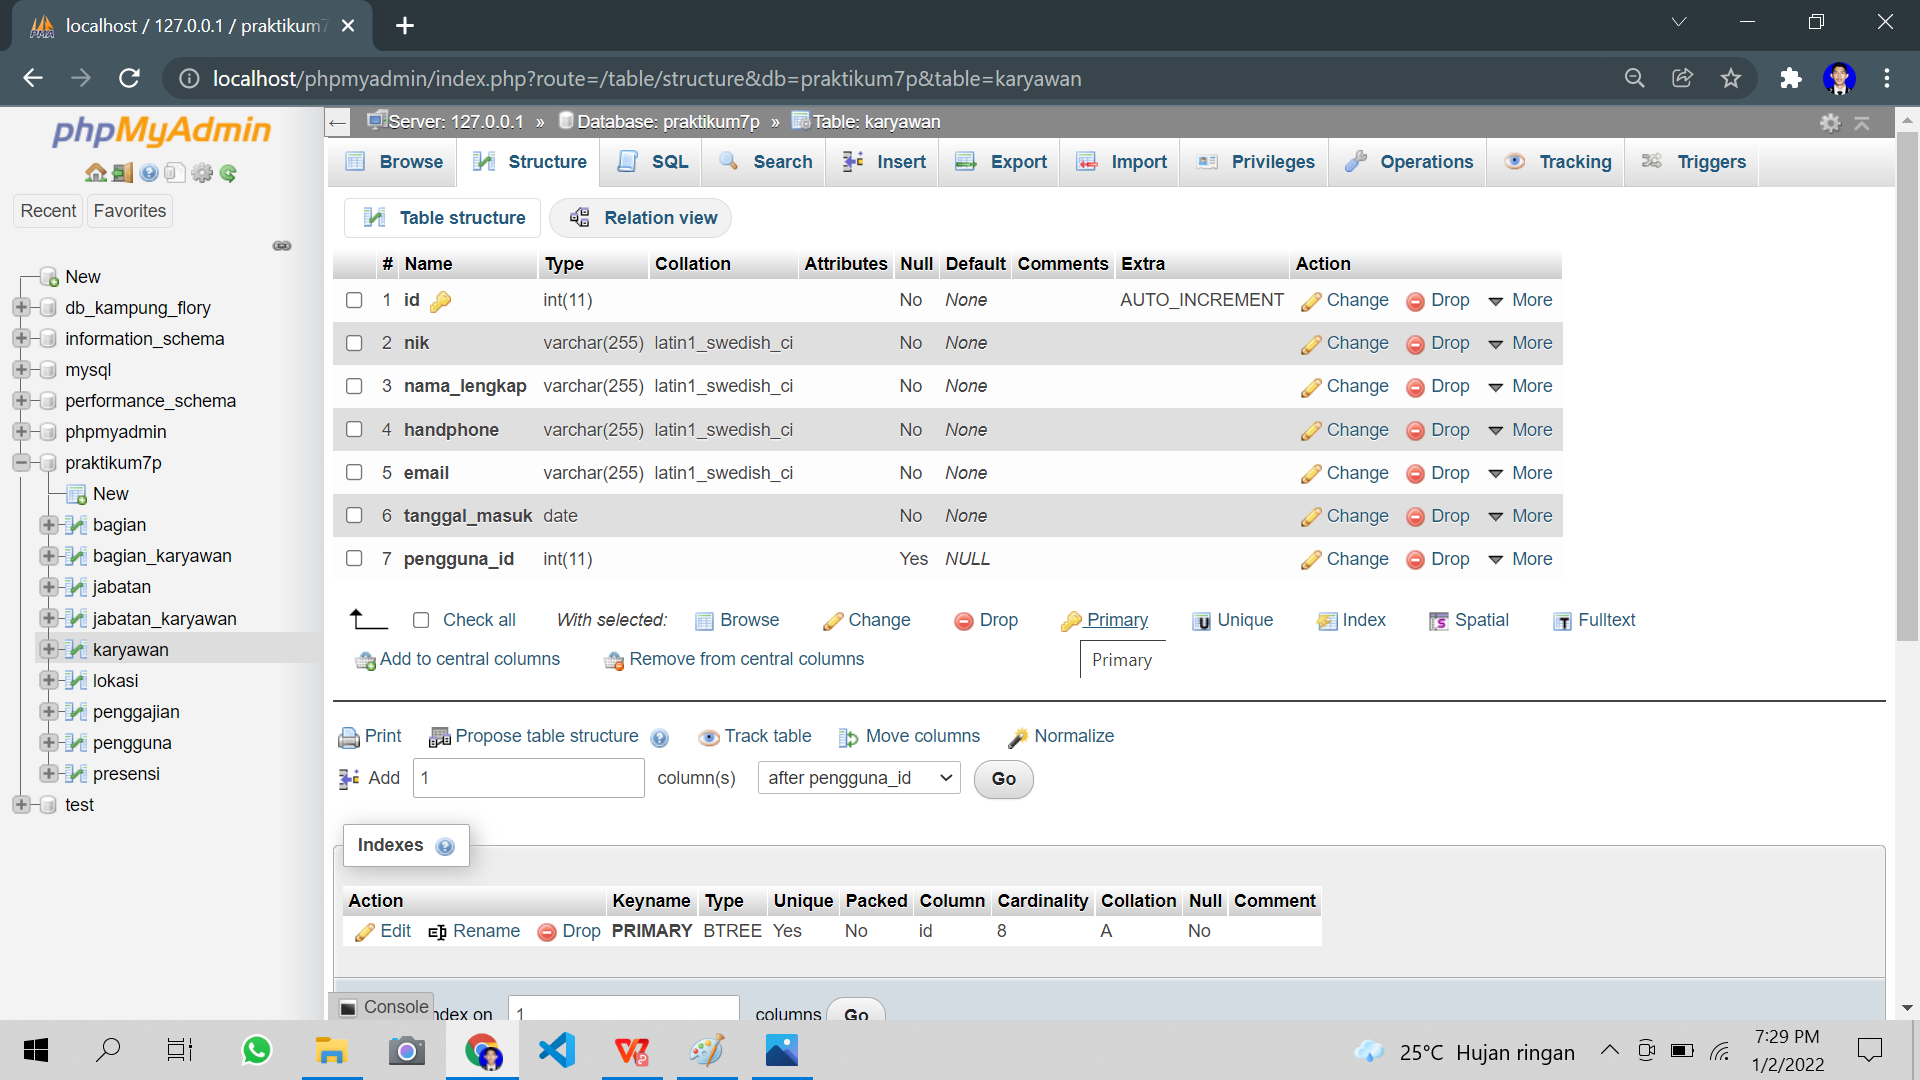 localhost / 127.0.0.1 / praktikum7
localhost/phpmyadmin/index.php?route=/table/structure&db=praktikum7p&table=karyawan
phpMyAdmin
Recent Favorites
New
db_kampung_flory
information_schema
mysql
performance_schema
phpmyadmin
praktikum7p
New
bagian
bagian_karyawan
jabatan
jabatan_karyawan
karyawan
lokasi
penggajian
pengguna
presensi
test
Server: 127.0.0.1 » Database: praktikum7p » Table: karyawan
Browse Structure SQL Search Insert Export Import Privileges Operations Tracking Triggers
Table structure Relation view
# Name Type Collation Attributes Null Default Comments Extra Action
1 id int(11) No None AUTO_INCREMENT Change Drop More
2 nik varchar(255) latin1_swedish_ci No None Change Drop More
3 nama_lengkap varchar(255) latin1_swedish_ci No None Change Drop More
4 handphone varchar(255) latin1_swedish_ci No None Change Drop More
5 email varchar(255) latin1_swedish_ci No None Change Drop More
6 tanggal_masuk date No None Change Drop More
7 pengguna_id int(11) Yes NULL Change Drop More
Check all With selected: Browse Change Drop Primary Unique Index Spatial Fulltext
Add to central columns Remove from central columns
Primary
Print Propose table structure Track table Move columns Normalize
Add 1 column(s) after pengguna_id Go
Indexes
Action Keyname Type Unique Packed Column Cardinality Collation Null Comment
Edit Rename Drop PRIMARY BTREE Yes No id 8 A No
Console
ndex on 1 columns Go
25°C Hujan ringan
7:29 PM
1/2/2022